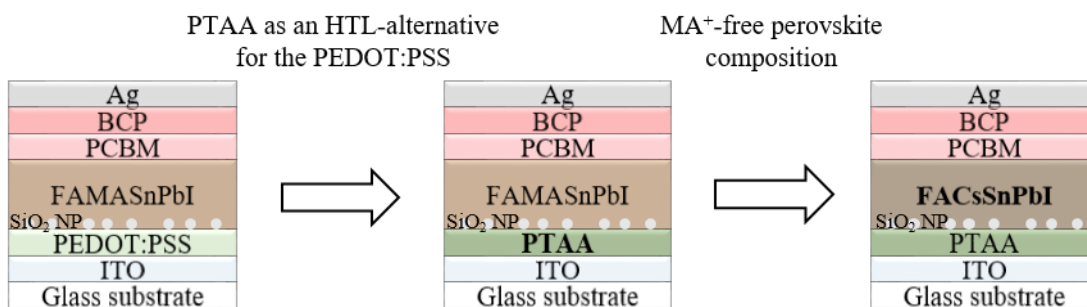 PTAA as an HTL-alternative
for the PEDOT:PSS
MA⁺-free perovskite
composition
Ag
BCP
PCBM
FAMASnPbI
SiO₂ NP
PEDOT:PSS
ITO
Glass substrate
Ag
BCP
PCBM
FAMASnPbI
SiO₂ NP
PTAA
ITO
Glass substrate
Ag
BCP
PCBM
FACsSnPbI
SiO₂ NP
PTAA
ITO
Glass substrate